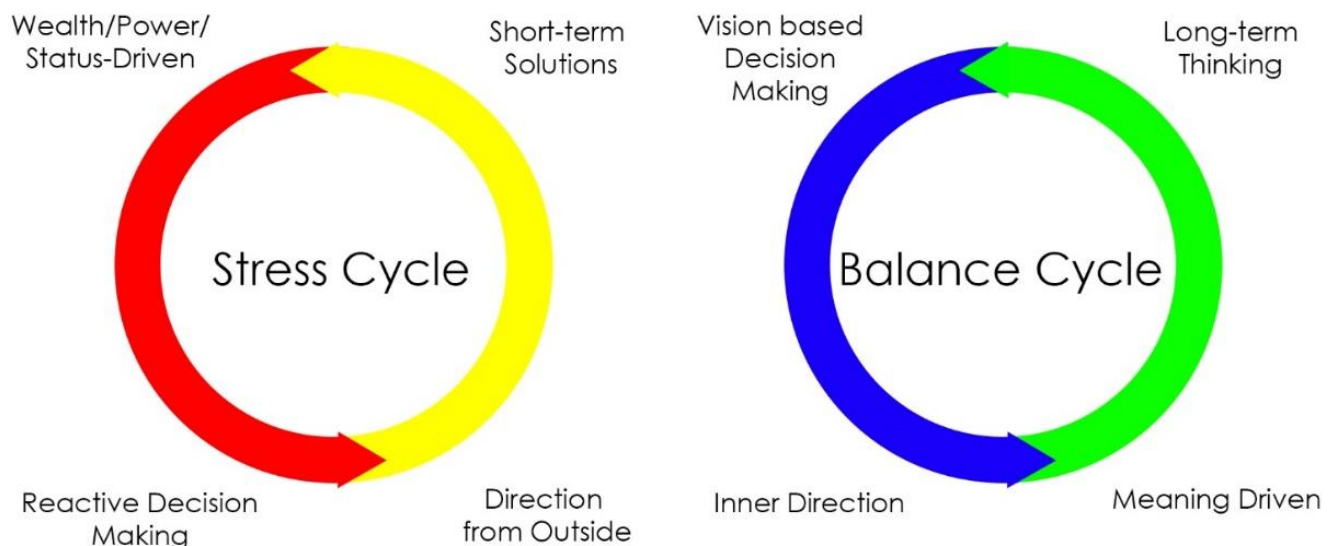 Wealth/Power/
Status-Driven
Short-term
Solutions
Stress Cycle
Reactive Decision
Making
Direction
from Outside
Vision based
Decision
Making
Long-term
Thinking
Balance Cycle
Inner Direction
Meaning Driven